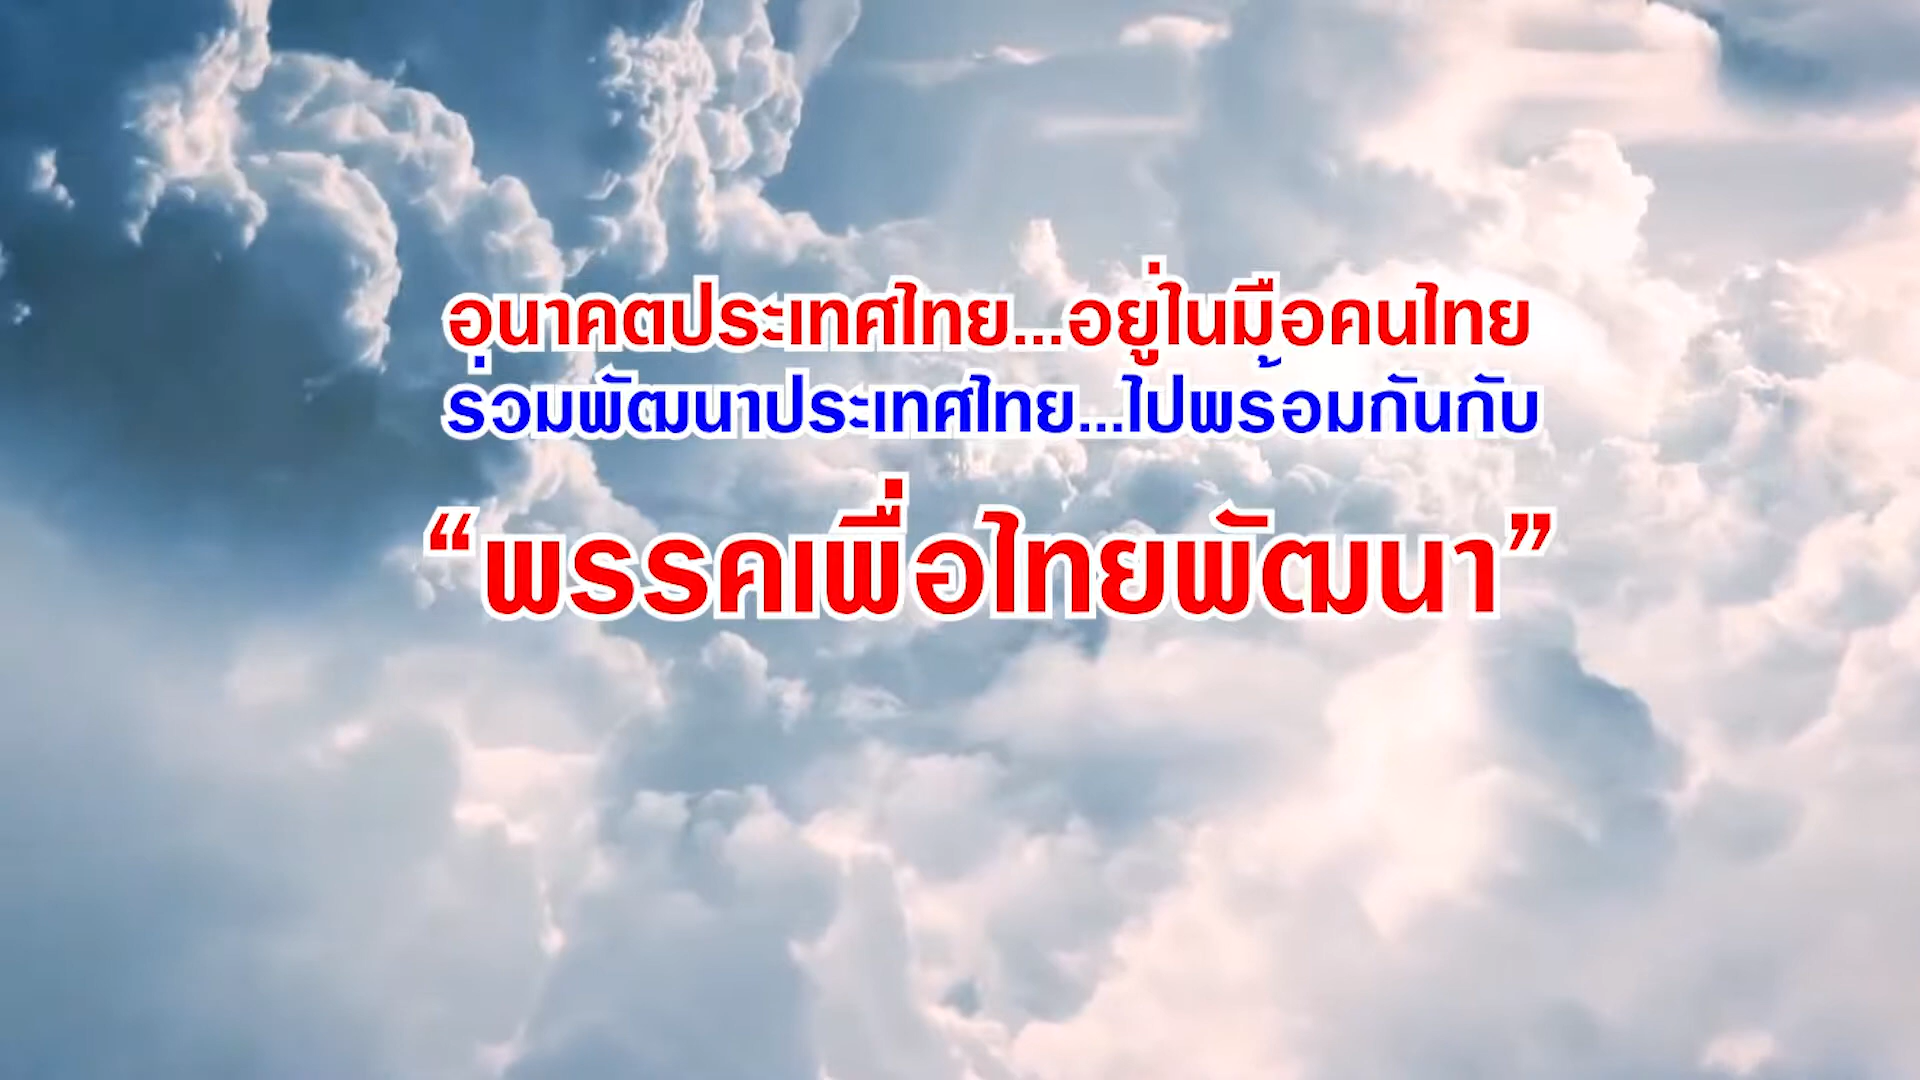 อนาคตประเทศไทย...อยู่ในมือคนไทย
ร่วมพัฒนาประเทศไทย...ไปพร้อมกันกับ
“พรรคเพื่อไทยพัฒนา”